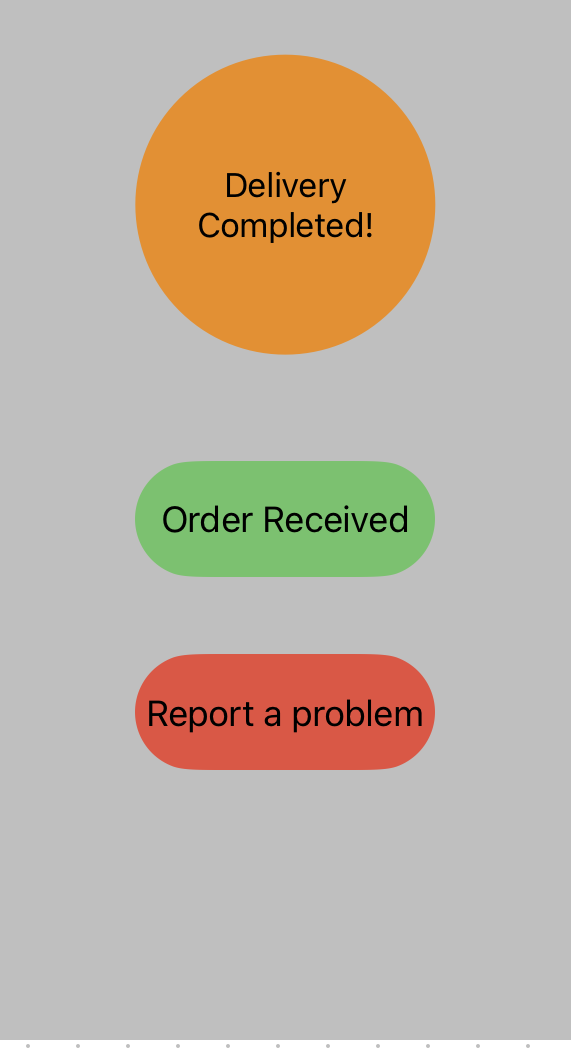 Delivery
Completed!
Order Received
Report a problem